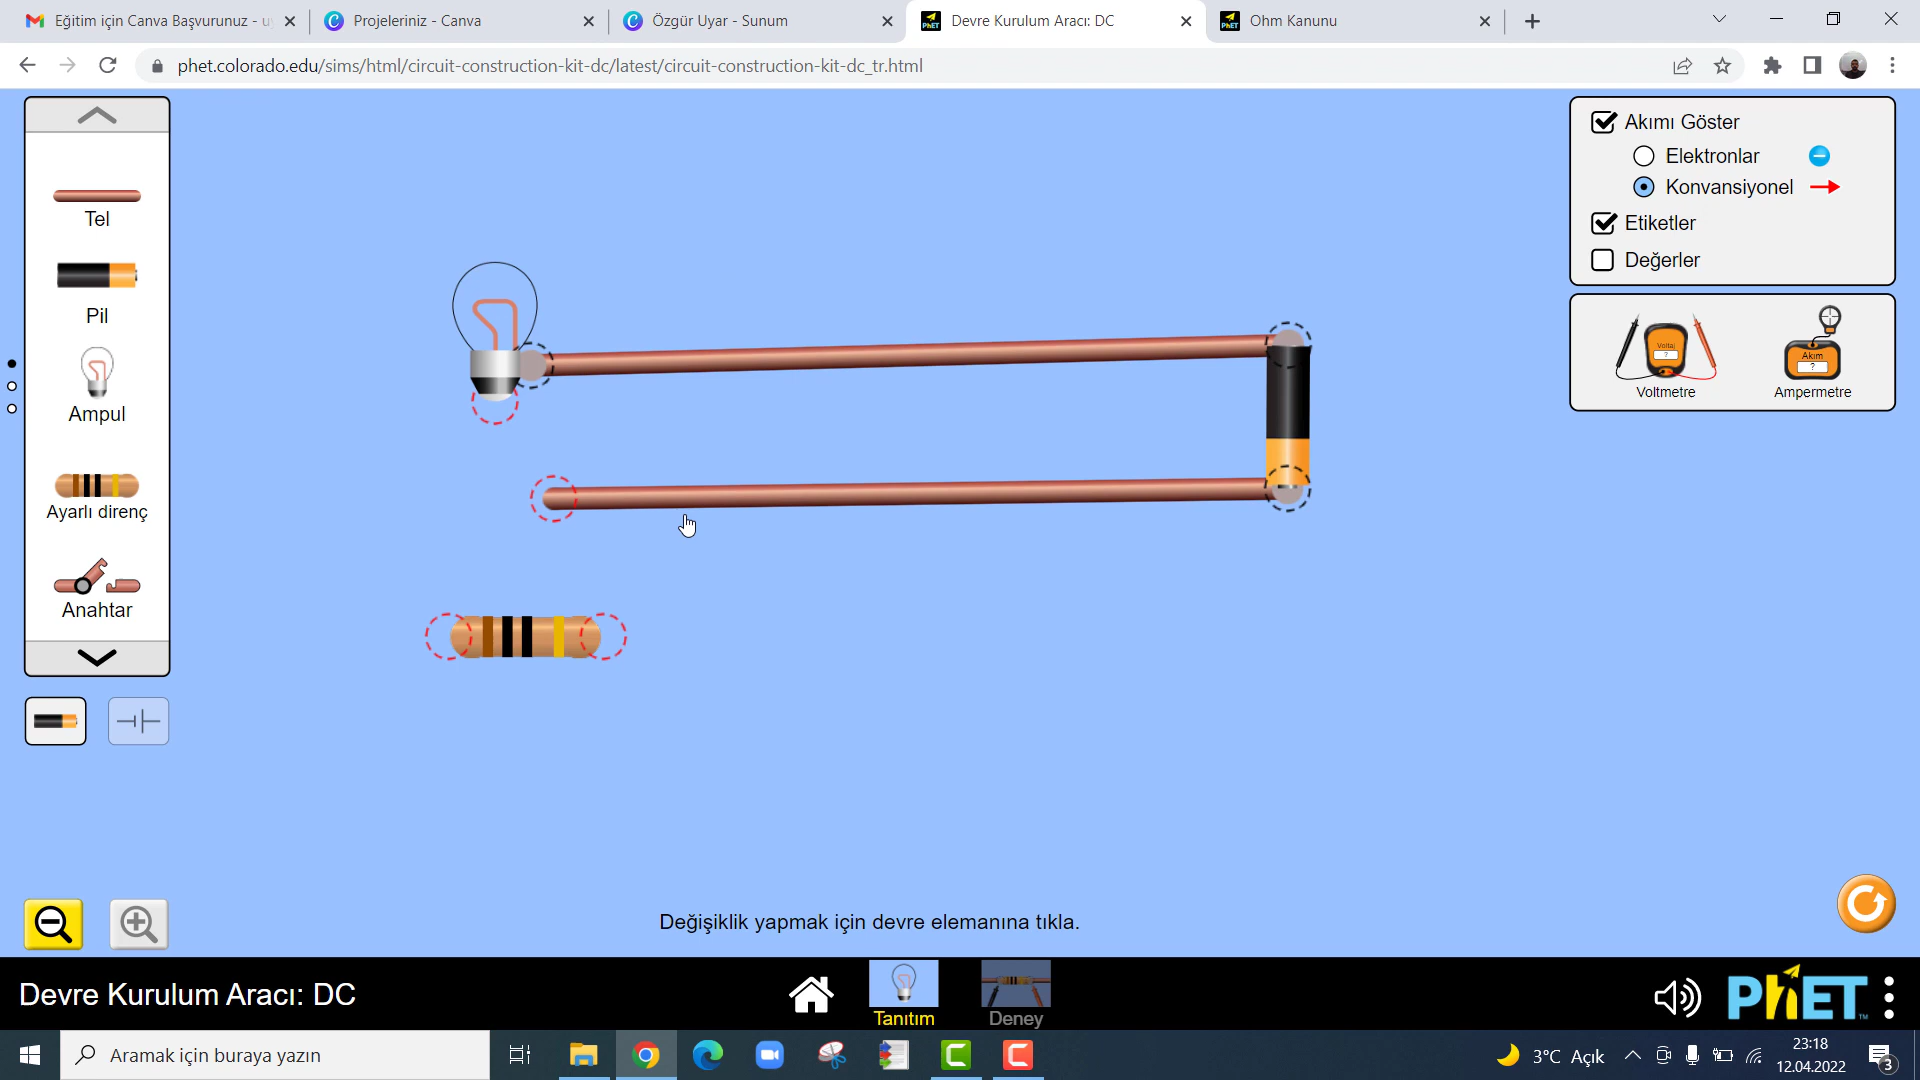 Eğitim için Canva Başvurunuz - u
Projeleriniz - Canva
Özgür Uyar - Sunum
Devre Kurulum Aracı: DC
Ohm Kanunu
phet.colorado.edu/sims/html/circuit-construction-kit-dc/latest/circuit-construction-kit-dc_tr.html
Tel
Pil
Ampul
Ayarlı direnç
Anahtar
Akımı Göster
Elektronlar
Konvansiyonel
Etiketler
Değerler
Voltaj
?
Akım
?
Voltmetre
Ampermetre
Değişiklik yapmak için devre elemanına tıkla.
Devre Kurulum Aracı: DC
Tanıtım
Deney
PhET
Aramak için buraya yazın
3°C Açık
23:18
12.04.2022
3